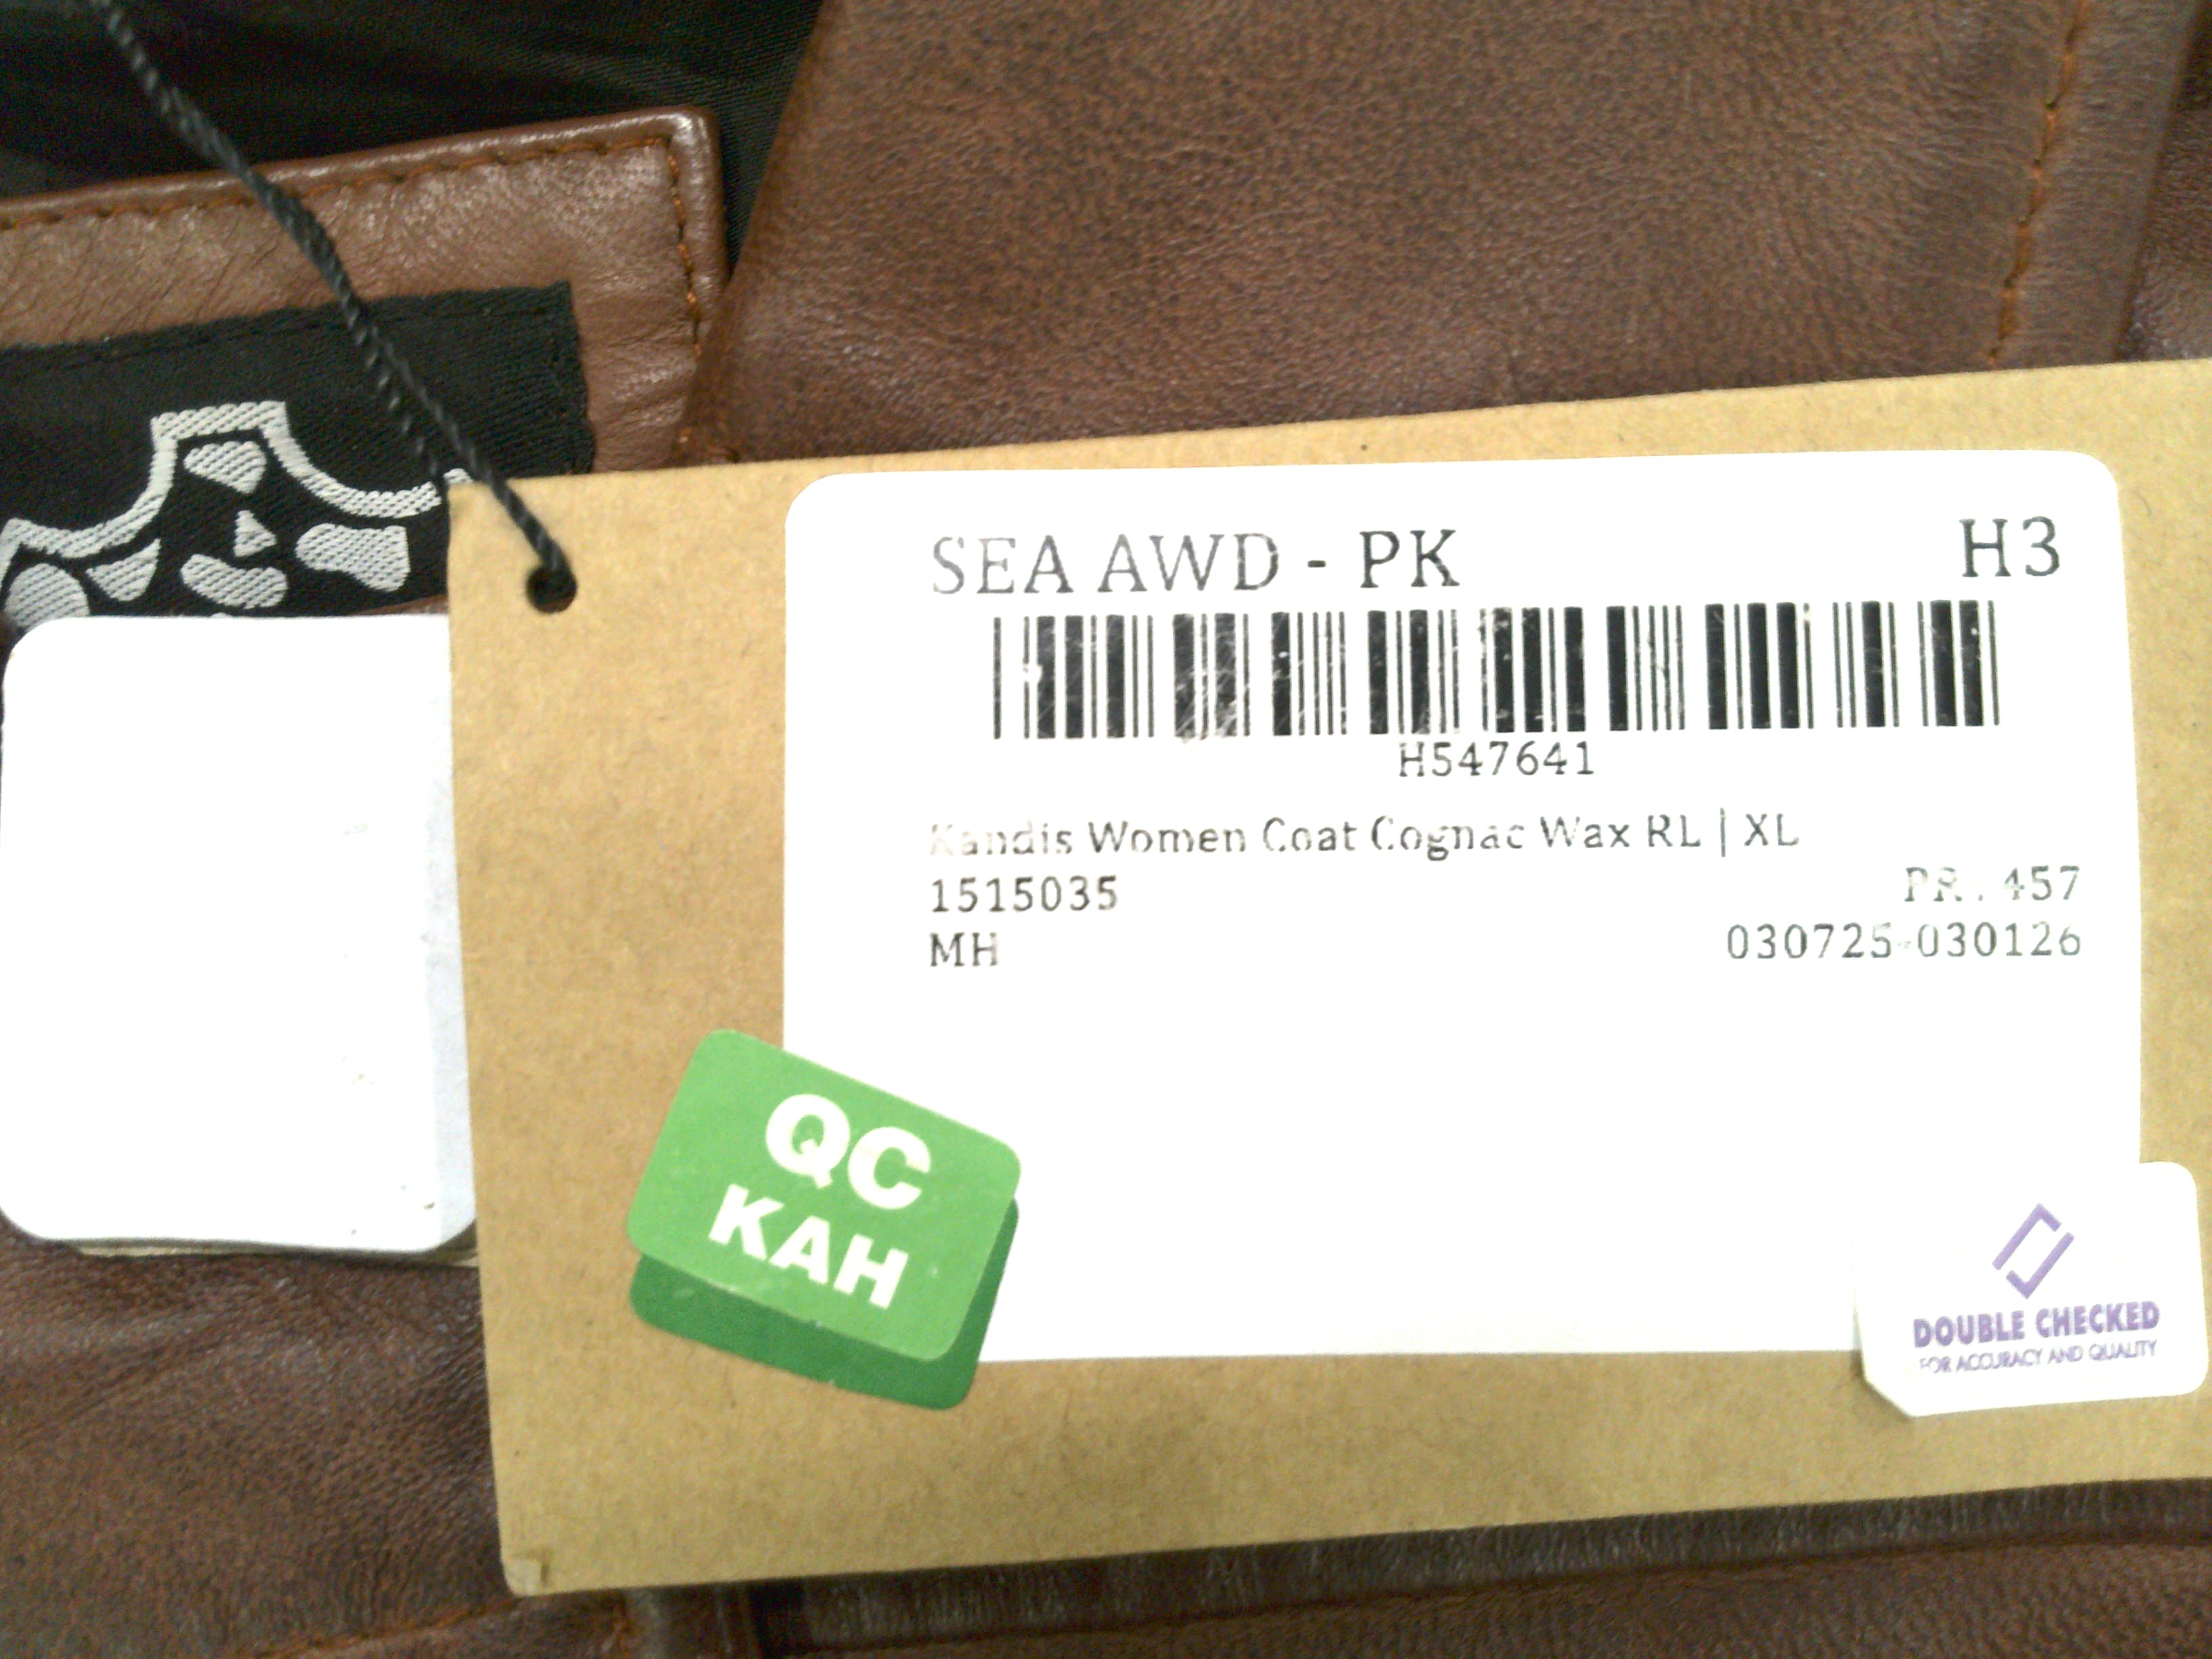 SEA AWD - PK
H3
H547641
Kandis Women Coat Cognac Wax RL | XL
1515035
PR. 457
MH
030725-030126
QC
KAH
DOUBLE CHECKED
FOR ACCURACY AND QUALITY